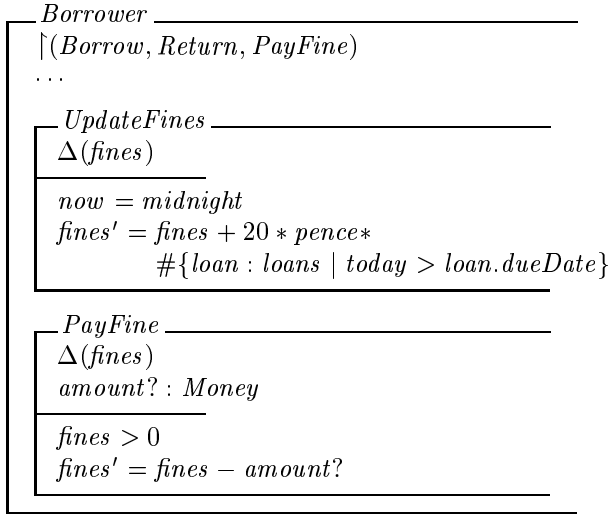 Borrower
↾(Borrow, Return, PayFine)
...
UpdateFines
Δ(fines)
now = midnight
fines′ = fines + 20 ∗ pence∗
#{loan : loans | today > loan.dueDate}
PayFine
Δ(fines)
amount? : Money
fines > 0
fines′ = fines − amount?